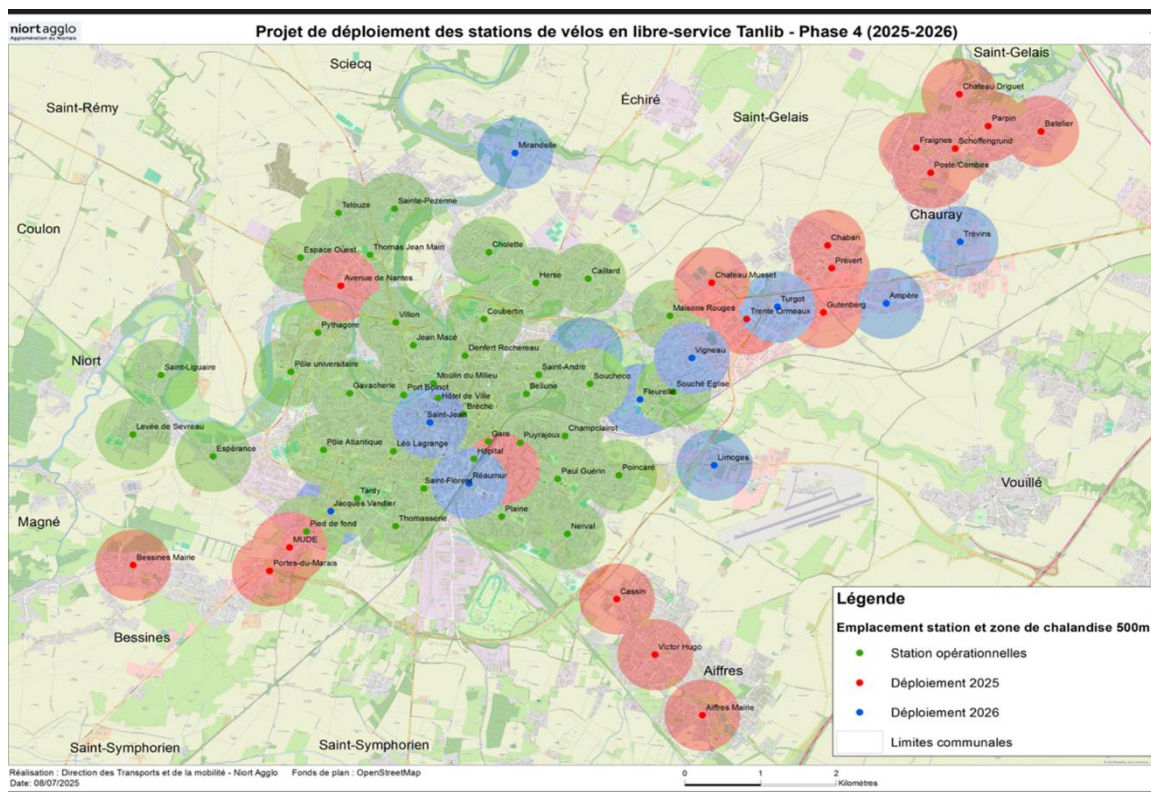 niortagglo
Agglomération du Niortais
Projet de déploiement des stations de vélos en libre-service Tanlib - Phase 4 (2025-2026)
Saint-Gelais
Sciecq
Chateau Driguet
Saint-Rémy
Échiré
Saint-Gelais
Parpin
Batelier
Fraignes
Schoffengrund
Mirandelle
Poste/Combes
Telouze
Sainte-Pezenne
Chauray
Coulon
Trévins
Chaban
Espace Ouest
Thomas Jean Main
Cholette
Prévert
Avenue de Nantes
Herse
Caillard
Chateau Musset
Turgot
Ampère
Maisons Rouges
Trente Ormeaux
Gutenberg
Villon
Coubertin
Pythagore
Jean Macé
Denfert Rochereau
Vigneau
Niort
Saint-Liguaire
Pôle universitaire
Moulin du Milieu
Saint-André
Soucheco
Gavacherie
Port Boinot
Hôtel de Ville
Bellune
Fleurelle
Souché Eglise
Brèche
Saint-Jean
Levée de Sevreau
Gare
Puyrajoux
Champclairot
Espérance
Pôle Atlantique
Léo Lagrange
Hôpital
Limoges
Paul Guérin
Poincaré
Réaumur
Saint-Florent
Vouillé
Tardy
Jacques Vandier
Magné
Pied de fond
Thomasserie
Plaine
Nerval
MUDE
Bessines Mairie
Portes-du-Marais
Cassin
Bessines
Victor Hugo
Aiffres
Aiffres Mairie
Saint-Symphorien
Saint-Symphorien
Légende
Emplacement station et zone de chalandise 500m
Station opérationnelles
Déploiement 2025
Déploiement 2026
Limites communales
Réalisation : Direction des Transports et de la mobilité - Niort Agglo Fonds de plan : OpenStreetMap
Date: 08/07/2025
0 1 2
Kilomètres